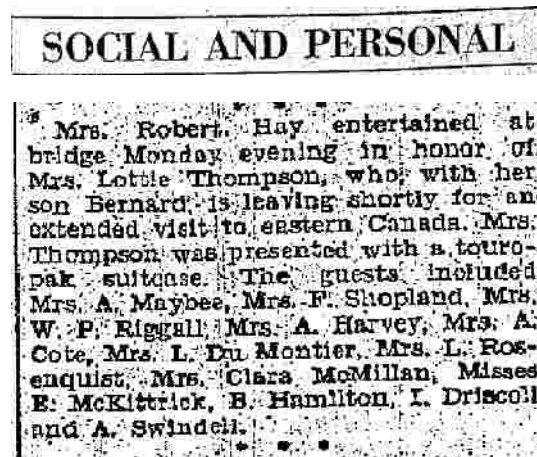 SOCIAL AND PERSONAL
Mrs. Robert Hay entertained at
bridge Monday evening in honor of
Mrs. Lottie Thompson, who, with her
son Bernard, is leaving shortly for an
extended visit to eastern Canada. Mrs.
Thompson was presented with a touro-
pak suitcase. The guests included
Mrs. A. Maybee, Mrs. F. Shopland, Mrs.
W. P. Riggall, Mrs. A. Harvey, Mrs. A.
Cote, Mrs. L. Du Montier, Mrs. L. Ros-
enquist, Mrs. Clara McMillan, Misses
E. McKittrick, B. Hamilton, I. Driscoll
and A. Swindell.